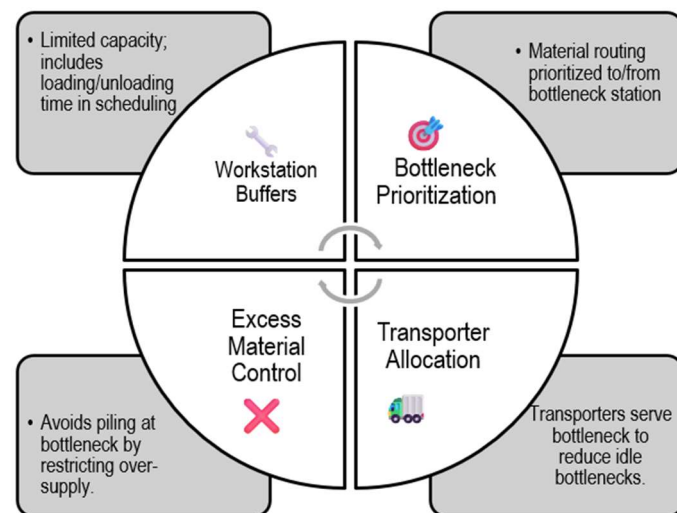 • Limited capacity;
includes
loading/unloading
time in scheduling
• Material routing
prioritized to/from
bottleneck station
Workstation
Buffers
Bottleneck
Prioritization
Excess
Material
Control
Transporter
Allocation
• Avoids piling at
bottleneck by
restricting over-
supply.
Transporters serve
bottleneck to
reduce idle
bottlenecks.